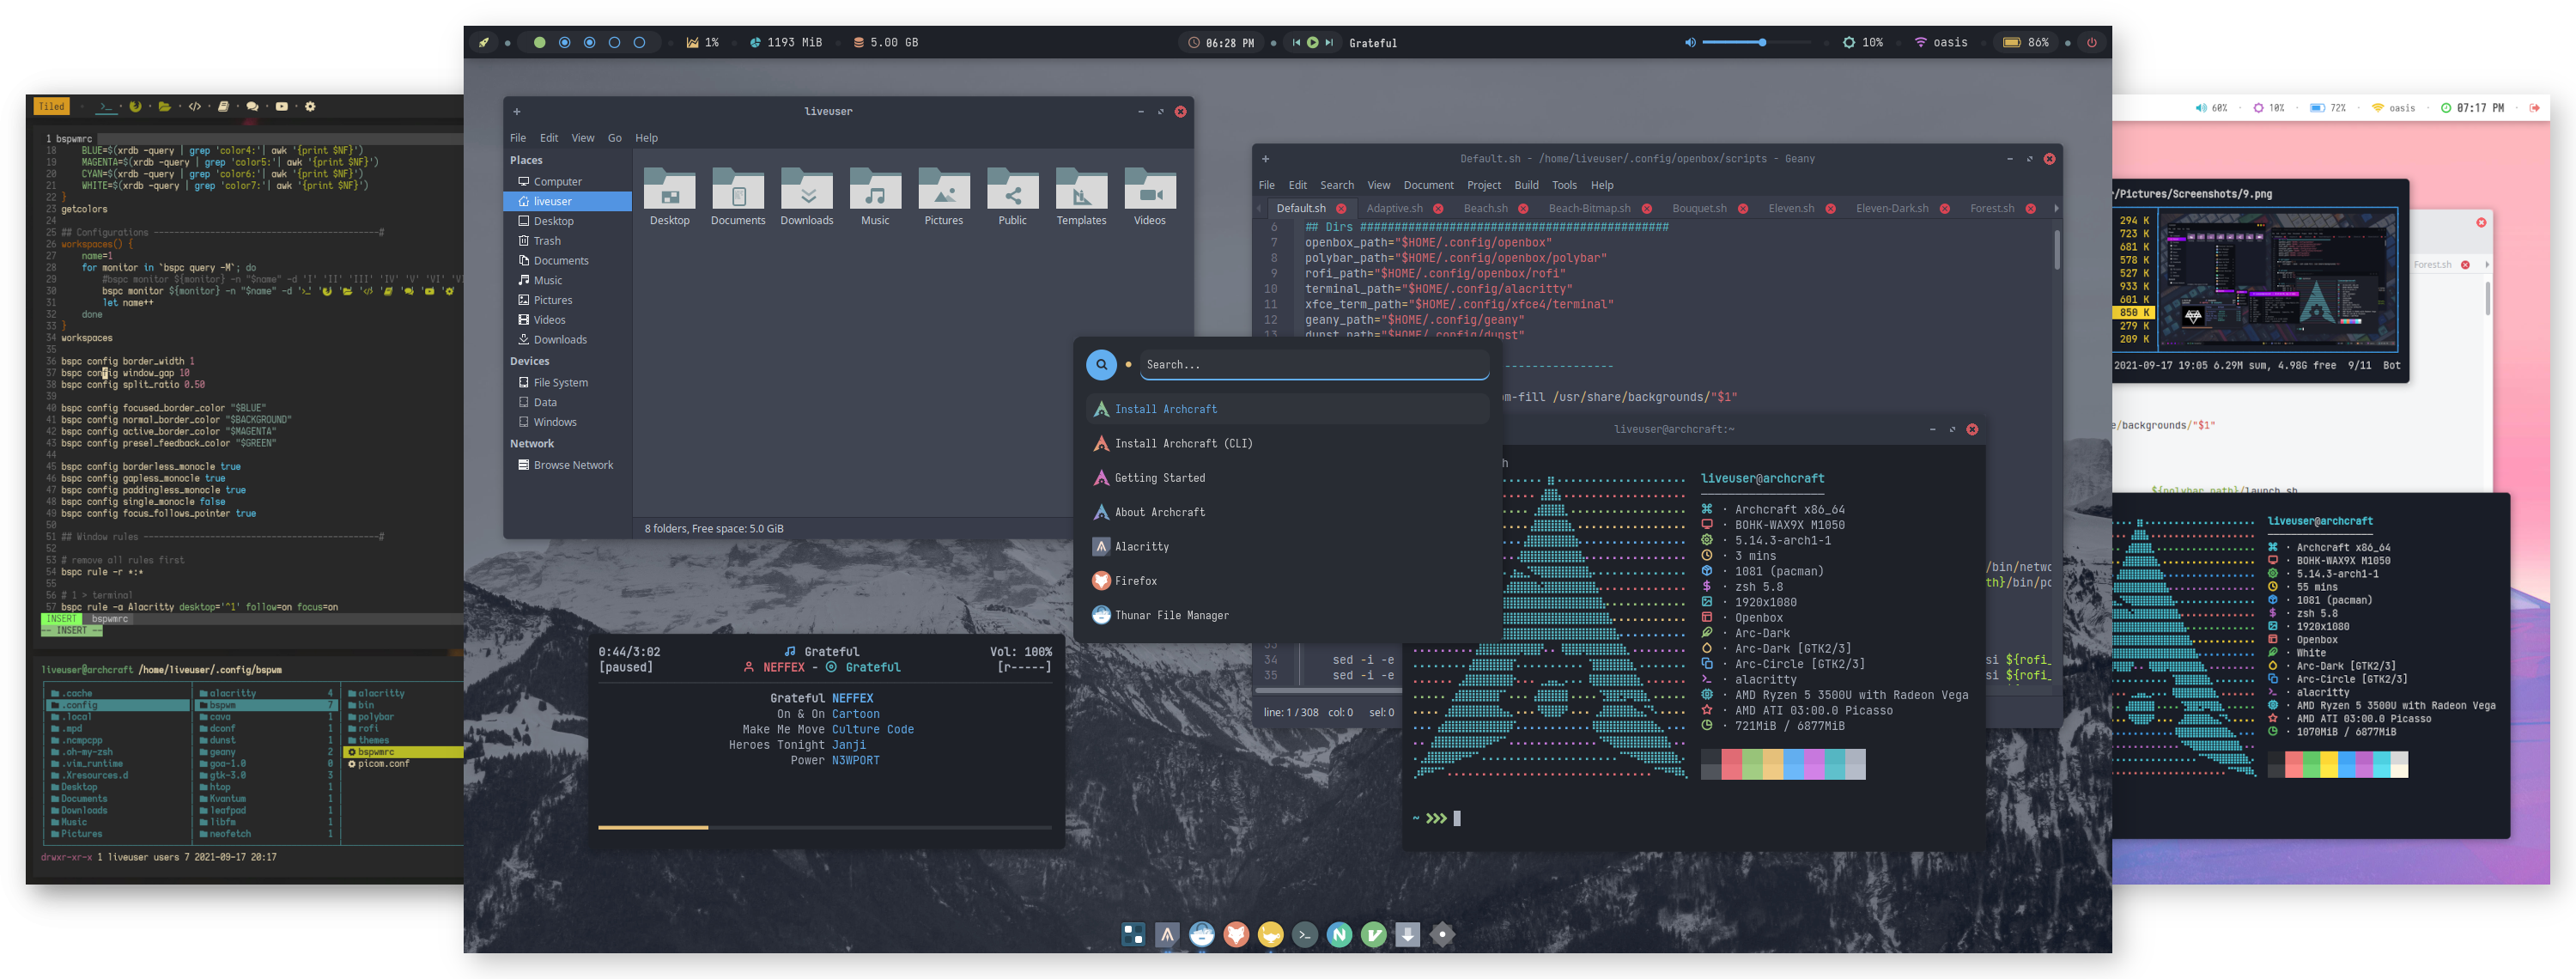 Tiled
1 bspwmrc
18 BLUE=$(xrdb -query | grep 'color4:'| awk '{print $NF}')
19 MAGENTA=$(xrdb -query | grep 'color5:'| awk '{print $NF}')
20 CYAN=$(xrdb -query | grep 'color6:'| awk '{print $NF}')
21 WHITE=$(xrdb -query | grep 'color7:'| awk '{print $NF}')
22 }
23 getcolors
24
25 ## Configurations ---------------------------------------------#
26 workspaces() {
27 name=1
28 for monitor in `bspc query -M`; do
29 #bspc monitor ${monitor} -n "$name" -d 'I' 'II' 'III' 'IV' 'V' 'VI'
30 bspc monitor ${monitor} -n "$name" -d
31 let name++
32 done
33 }
34 workspaces
35
36 bspc config border_width 1
37 bspc config window_gap 10
38 bspc config split_ratio 0.50
39
40 bspc config focused_border_color "$BLUE"
41 bspc config normal_border_color "$BACKGROUND"
42 bspc config active_border_color "$MAGENTA"
43 bspc config presel_feedback_color "$GREEN"
44
45 bspc config borderless_monocle true
46 bspc config gapless_monocle true
47 bspc config paddingless_monocle true
48 bspc config single_monocle false
49 bspc config focus_follows_pointer true
50
51 ## Window rules -----------------------------------------------#
52
53 # remove all rules first
54 bspc rule -r *:*
55
56 # 1 > terminal
57 bspc rule -a Alacritty desktop='^1' follow=on focus=on
INSERT bspwmrc
-- INSERT --
liveuser@archcraft /home/liveuser/.config/bspwm
.cache alacritty 4 alacritty
.config bspwm 7 bin
.local cava 1 polybar
.mpd dconf 1 rofi
.ncmpcpp dunst 1 themes
.oh-my-zsh geany 2 bspwmrc
.vim_runtime goa-1.0 0 picom.conf
.Xresources.d gtk-3.0 3
Desktop htop 1
Documents Kvantum 1
Downloads leafpad 1
Music libfm 1
Pictures neofetch 1
drwxr-xr-x 1 liveuser users 7 2021-09-17 20:17
1% 1193 MiB 5.00 GB
06:28 PM Grateful
10% oasis 86%
liveuser
File Edit View Go Help
Places
Computer
liveuser
Desktop
Trash
Documents
Music
Pictures
Videos
Downloads
Devices
File System
Data
Windows
Network
Browse Network
Desktop Documents Downloads Music Pictures Public Templates Videos
8 folders, Free space: 5.0 GiB
Default.sh - /home/liveuser/.config/openbox/scripts - Geany
File Edit Search View Document Project Build Tools Help
Default.sh Adaptive.sh Beach.sh Beach-Bitmap.sh Bouquet.sh Eleven.sh Eleven-Dark.sh Forest.sh
6 ## Dirs #############################################
7 openbox_path="$HOME/.config/openbox"
8 polybar_path="$HOME/.config/openbox/polybar"
9 rofi_path="$HOME/.config/openbox/rofi"
10 terminal_path="$HOME/.config/alacritty"
11 xfce_term_path="$HOME/.config/xfce4/terminal"
12 geany_path="$HOME/.config/geany"
13 dunst_path="$HOME/.config/dunst"
----------------
m-fill /usr/share/backgrounds/"$1"
/bin/netwo
th}/bin/po
33
34 sed -i -e
si ${rofi_
35 sed -i -e
si ${rofi_
line: 1 / 308 col: 0 sel: 0
Search...
Install Archcraft
Install Archcraft (CLI)
Getting Started
About Archcraft
Alacritty
Firefox
Thunar File Manager
liveuser@archcraft:~
h
liveuser@archcraft
Archcraft x86_64
BOHK-WAX9X M1050
5.14.3-arch1-1
3 mins
1081 (pacman)
zsh 5.8
1920x1080
Openbox
Arc-Dark
Arc-Dark [GTK2/3]
Arc-Circle [GTK2/3]
alacritty
AMD Ryzen 5 3500U with Radeon Vega
AMD ATI 03:00.0 Picasso
721MiB / 6877MiB
~ >>>
0:44/3:02 Grateful Vol: 100%
[paused] NEFFEX - Grateful [r-----]
Grateful NEFFEX
On & On Cartoon
Make Me Move Culture Code
Heroes Tonight Janji
Power N3WPORT
60% 10% 72% oasis 07:17 PM
r/Pictures/Screenshots/9.png
294 K
723 K
681 K
578 K
527 K
933 K
601 K
850 K
279 K
209 K
2021-09-17 19:05 6.29M sum, 4.98G free 9/11 Bot
Forest.sh
e/backgrounds/"$1"
${polybar_path}/launch.sh
liveuser@archcraft
Archcraft x86_64
BOHK-WAX9X M1050
5.14.3-arch1-1
55 mins
1081 (pacman)
zsh 5.8
1920x1080
Openbox
White
Arc-Dark [GTK2/3]
Arc-Circle [GTK2/3]
alacritty
AMD Ryzen 5 3500U with Radeon Vega
AMD ATI 03:00.0 Picasso
1070MiB / 6877MiB